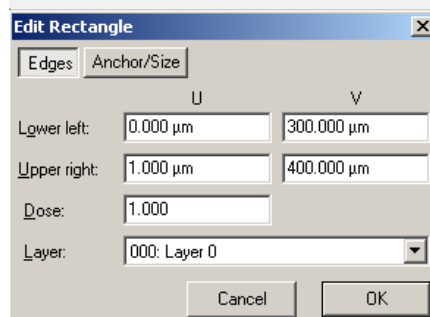 Edit Rectangle
Edges Anchor/Size
U V
Lower left: 0.000 µm 300.000 µm
Upper right: 1.000 µm 400.000 µm
Dose: 1.000
Layer: 000: Layer 0
Cancel OK